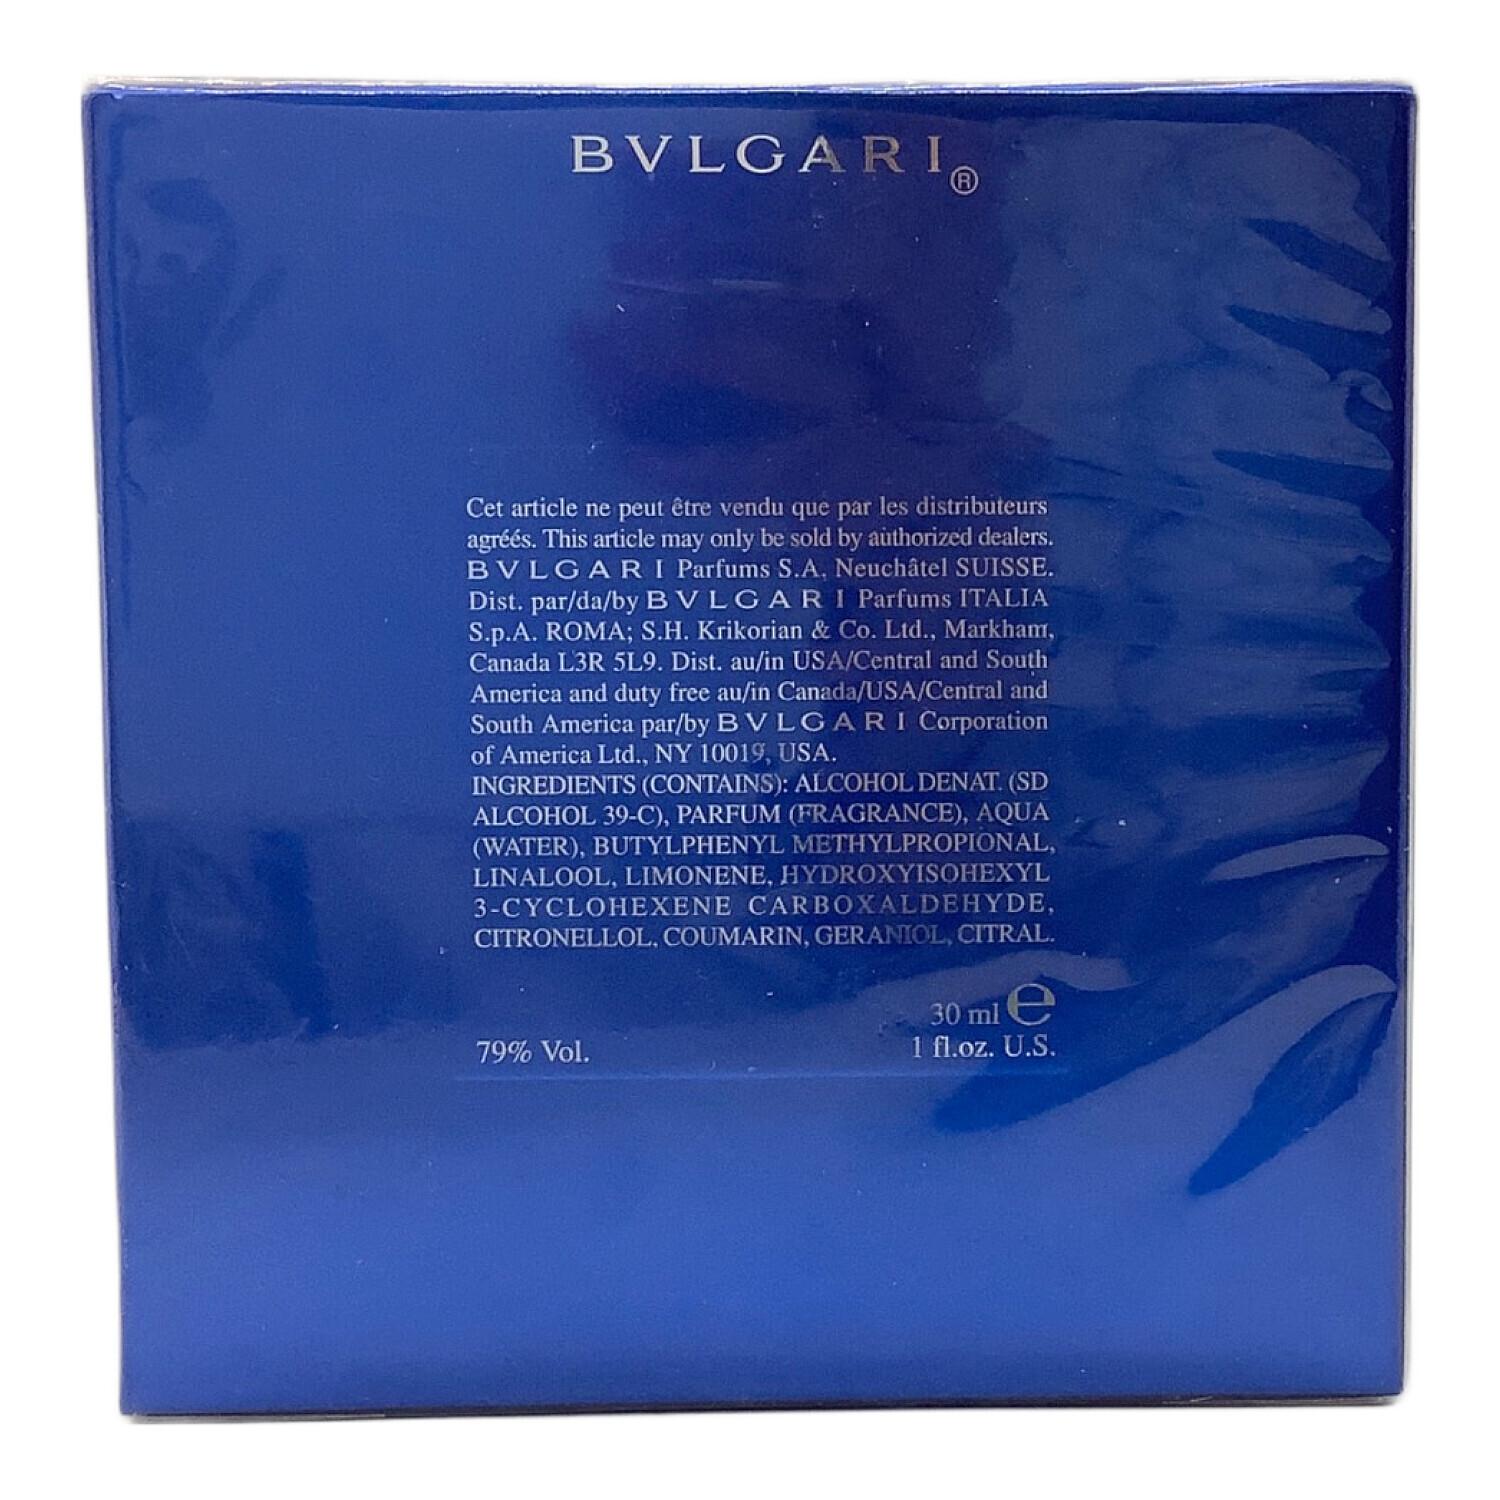 BVLGARI®
Cet article ne peut être vendu que par les distributeurs
agréés. This article may only be sold by authorized dealers.
BVLGARI Parfums S.A. Neuchâtel SUISSE.
Dist. par/da/by BVLGARI Parfums ITALIA
S.p.A. ROMA; S.H. Krikorian & Co. Ltd., Markham,
Canada L3R 5L9. Dist. au/in USA/Central and South
America and duty free au/in Canada/USA/Central and
South America par/by BVLGARI Corporation
of America Ltd., NY 10019, USA.
INGREDIENTS (CONTAINS): ALCOHOL DENAT. (SD
ALCOHOL 39-C), PARFUM (FRAGRANCE), AQUA
(WATER), BUTYLPHENYL METHYLPROPIONAL,
LINALOOL, LIMONENE, HYDROXYISOHEXYL
3-CYCLOHEXENE CARBOXALDEHYDE,
CITRONELLOL, COUMARIN, GERANIOL, CITRAL.
30 ml ℮
79% Vol. 1 fl.oz. U.S.